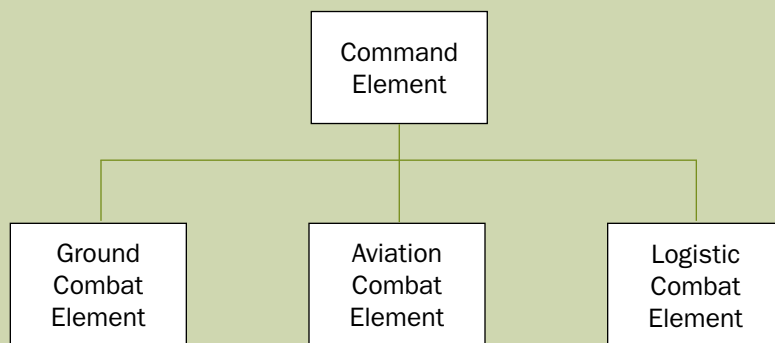 Command
Element
Ground
Combat
Element
Aviation
Combat
Element
Logistic
Combat
Element